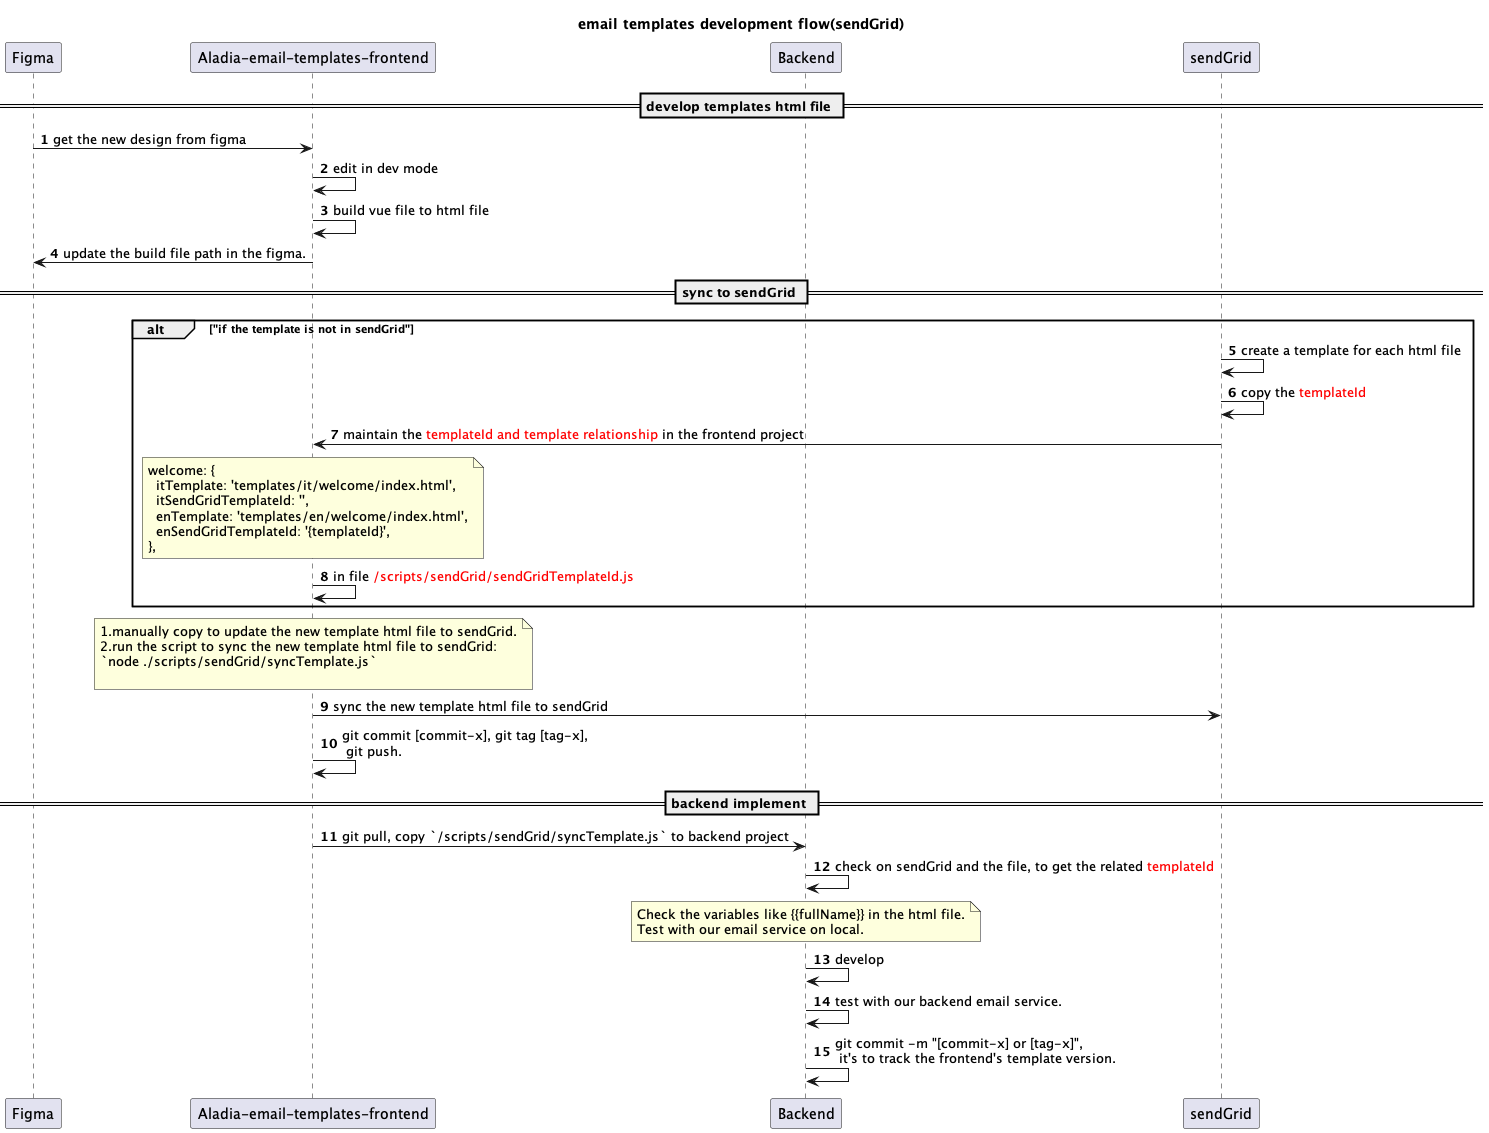 email templates development flow(sendGrid)
Figma
Aladia-email-templates-frontend
Backend
sendGrid
develop templates html file
1 get the new design from figma
2 edit in dev mode
3 build vue file to html file
4 update the build file path in the figma.
sync to sendGrid
alt
["if the template is not in sendGrid"]
5 create a template for each html file
6 copy the templateId
7 maintain the templateId and template relationship in the frontend project
welcome: {
itTemplate: 'templates/it/welcome/index.html',
itSendGridTemplateId: '',
enTemplate: 'templates/en/welcome/index.html',
enSendGridTemplateId: '{templateId}',
},
8 in file /scripts/sendGrid/sendGridTemplateId.js
1.manually copy to update the new template html file to sendGrid.
2.run the script to sync the new template html file to sendGrid:
`node ./scripts/sendGrid/syncTemplate.js`
9 sync the new template html file to sendGrid
10 git commit [commit-x], git tag [tag-x],
git push.
backend implement
11 git pull, copy `/scripts/sendGrid/syncTemplate.js` to backend project
12 check on sendGrid and the file, to get the related templateId
Check the variables like {{fullName}} in the html file.
Test with our email service on local.
13 develop
14 test with our backend email service.
15 git commit -m "[commit-x] or [tag-x]",
it's to track the frontend's template version.
Figma
Aladia-email-templates-frontend
Backend
sendGrid